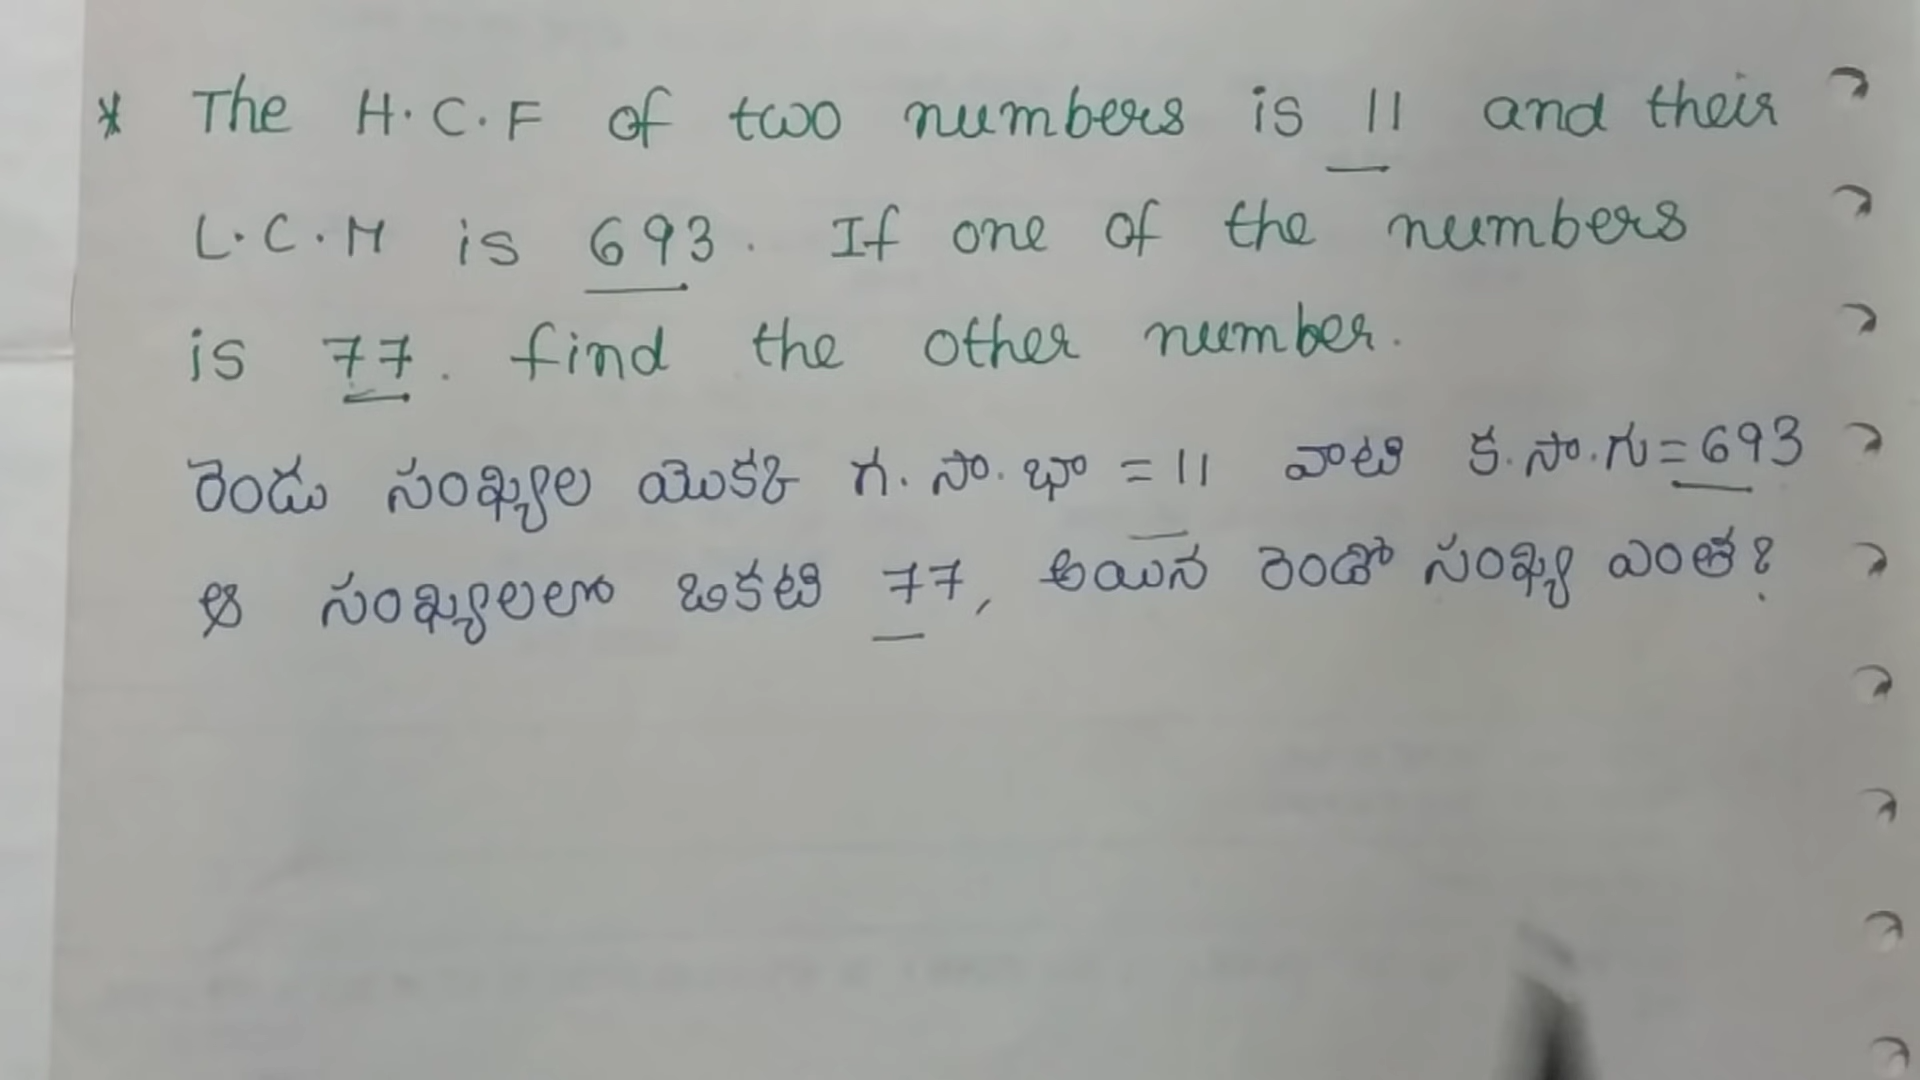 * The H.C.F of two numbers is 11 and their
L.C.M is 693. If one of the numbers
is 77. find the other number.
రెండు సంఖ్యల యొక్క గ.సా.భా = 11 వాటి క.సా.గు = 693
ఆ సంఖ్యలలో ఒకటి 77, అయిన రెండో సంఖ్య ఎంత?